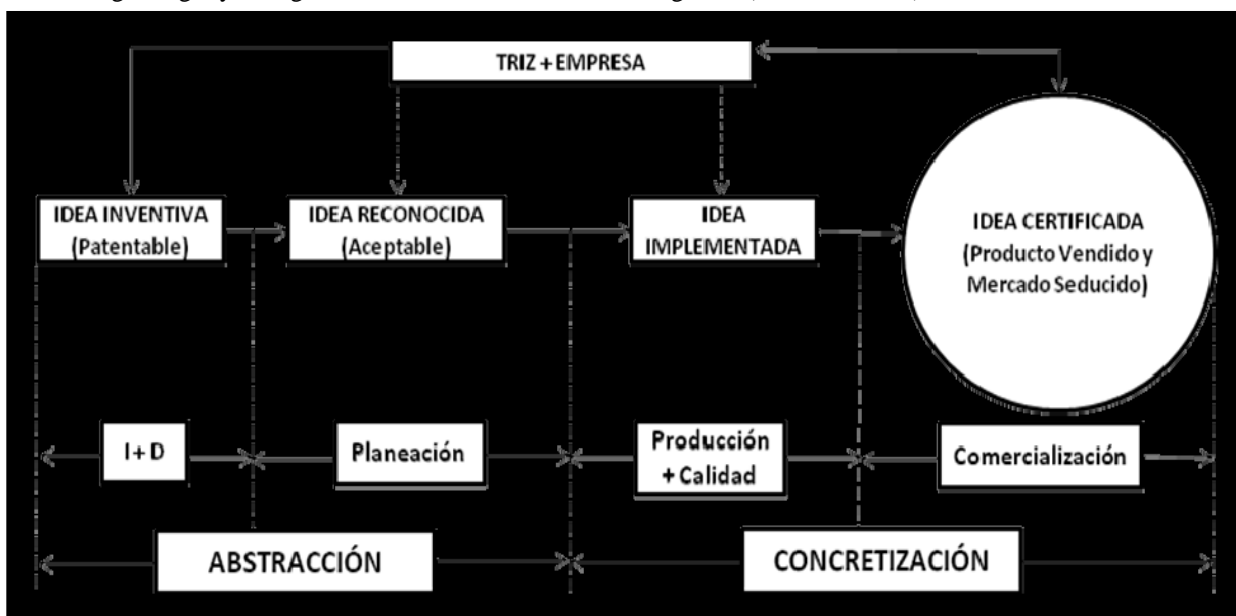 TRIZ + EMPRESA
IDEA INVENTIVA
(Patentable)
IDEA RECONOCIDA
(Aceptable)
IDEA
IMPLEMENTADA
IDEA CERTIFICADA
(Producto Vendido y
Mercado Seducido)
I + D
Planeación
Producción
+ Calidad
Comercialización
ABSTRACCIÓN
CONCRETIZACIÓN